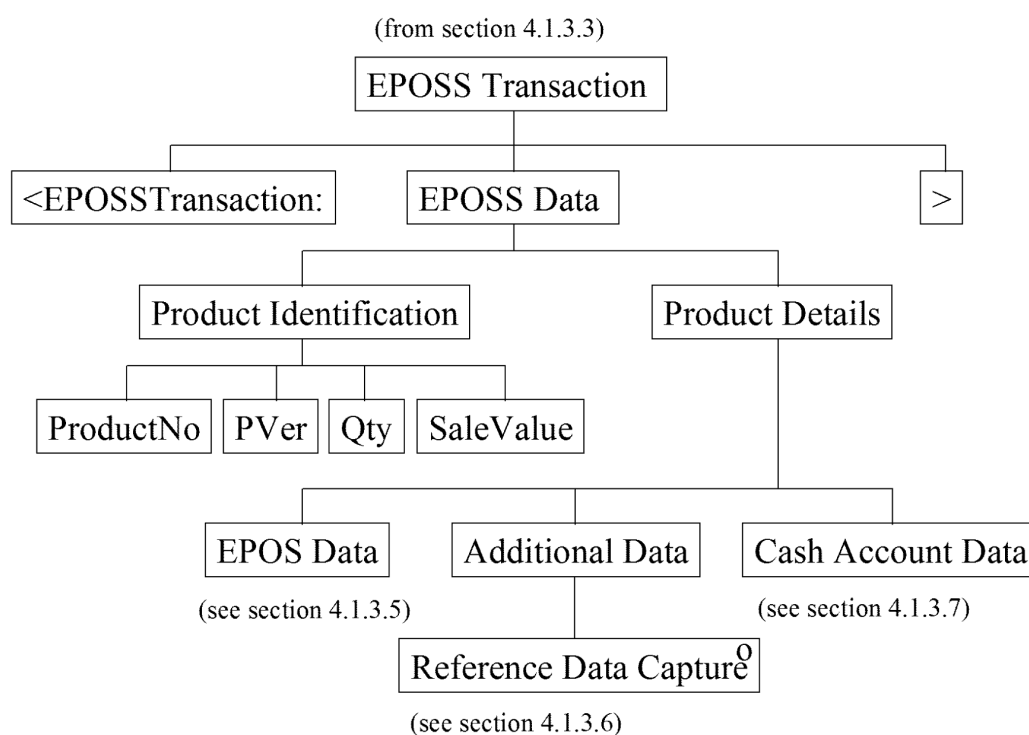 (from section 4.1.3.3)
EPOSS Transaction
<EPOSSTransaction: EPOSS Data >
Product Identification Product Details
ProductNo PVer Qty SaleValue
EPOS Data Additional Data Cash Account Data
(see section 4.1.3.5) (see section 4.1.3.7)
Reference Data Capture o
(see section 4.1.3.6)